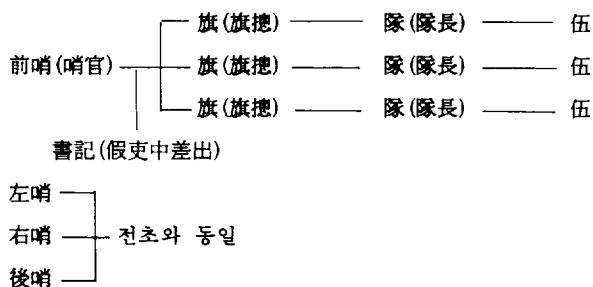 旗(旗摠) 隊(隊長) 伍
前哨(哨官) 旗(旗摠) 隊(隊長) 伍
旗(旗摠) 隊(隊長) 伍
書記(假吏中差出)
左哨
右哨 전초와 동일
後哨